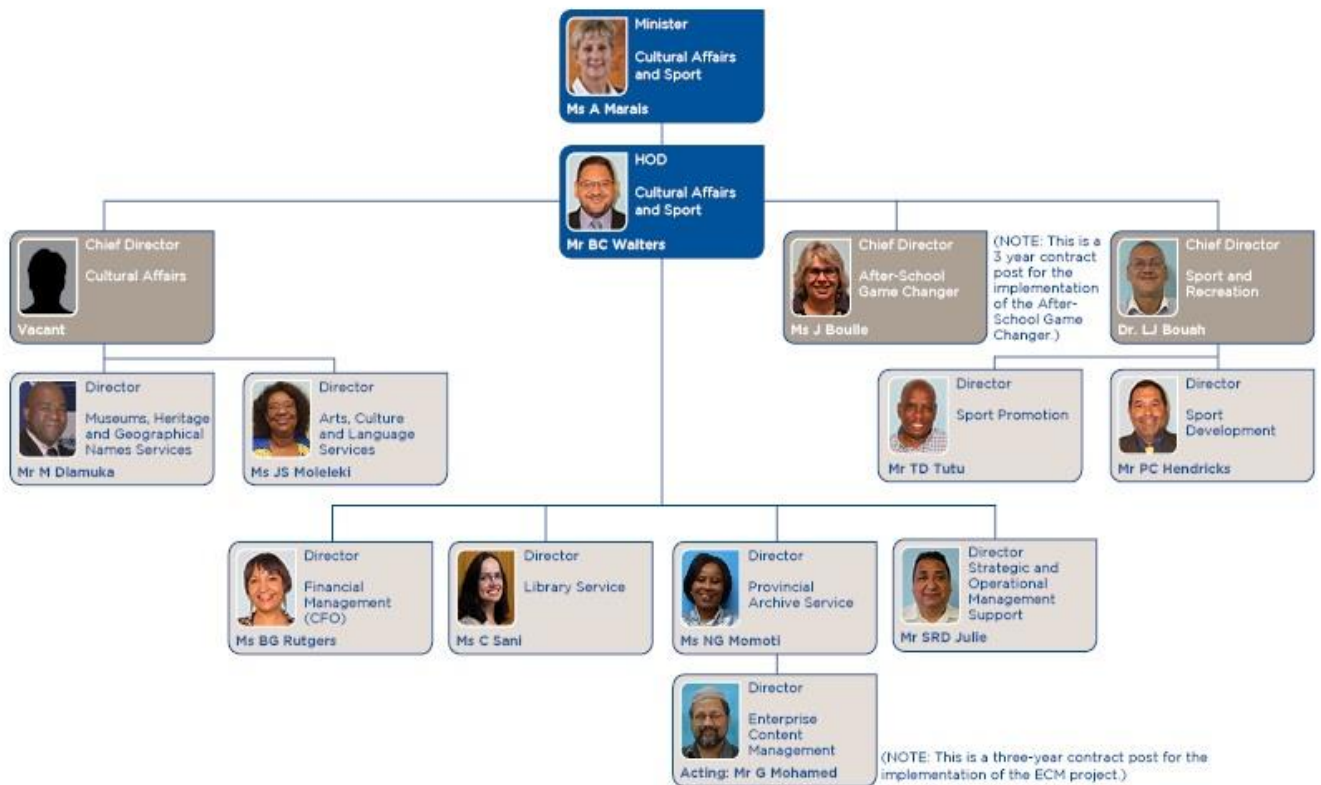 Minister
Cultural Affairs
and Sport
Ms A Marais
HOD
Cultural Affairs
and Sport
Mr BC Walters
Chief Director
Cultural Affairs
Vacant
Chief Director
After-School
Game Changer
Ms J Boulle
(NOTE: This is a
3 year contract
post for the
implementation
of the After-
School Game
Changer.)
Chief Director
Sport and
Recreation
Dr. LJ Bouah
Director
Museums, Heritage
and Geographical
Names Services
Mr M Dlamuka
Director
Arts, Culture
and Language
Services
Ms JS Moleleki
Director
Sport Promotion
Mr TD Tutu
Director
Sport
Development
Mr PC Hendricks
Director
Financial
Management
(CFO)
Ms BG Rutgers
Director
Library Service
Ms C Sani
Director
Provincial
Archive Service
Ms NG Momoti
Director
Strategic and
Operational
Management
Support
Mr SRD Julie
Director
Enterprise
Content
Management
Acting: Mr G Mohamed
(NOTE: This is a three-year contract post for the
implementation of the ECM project.)